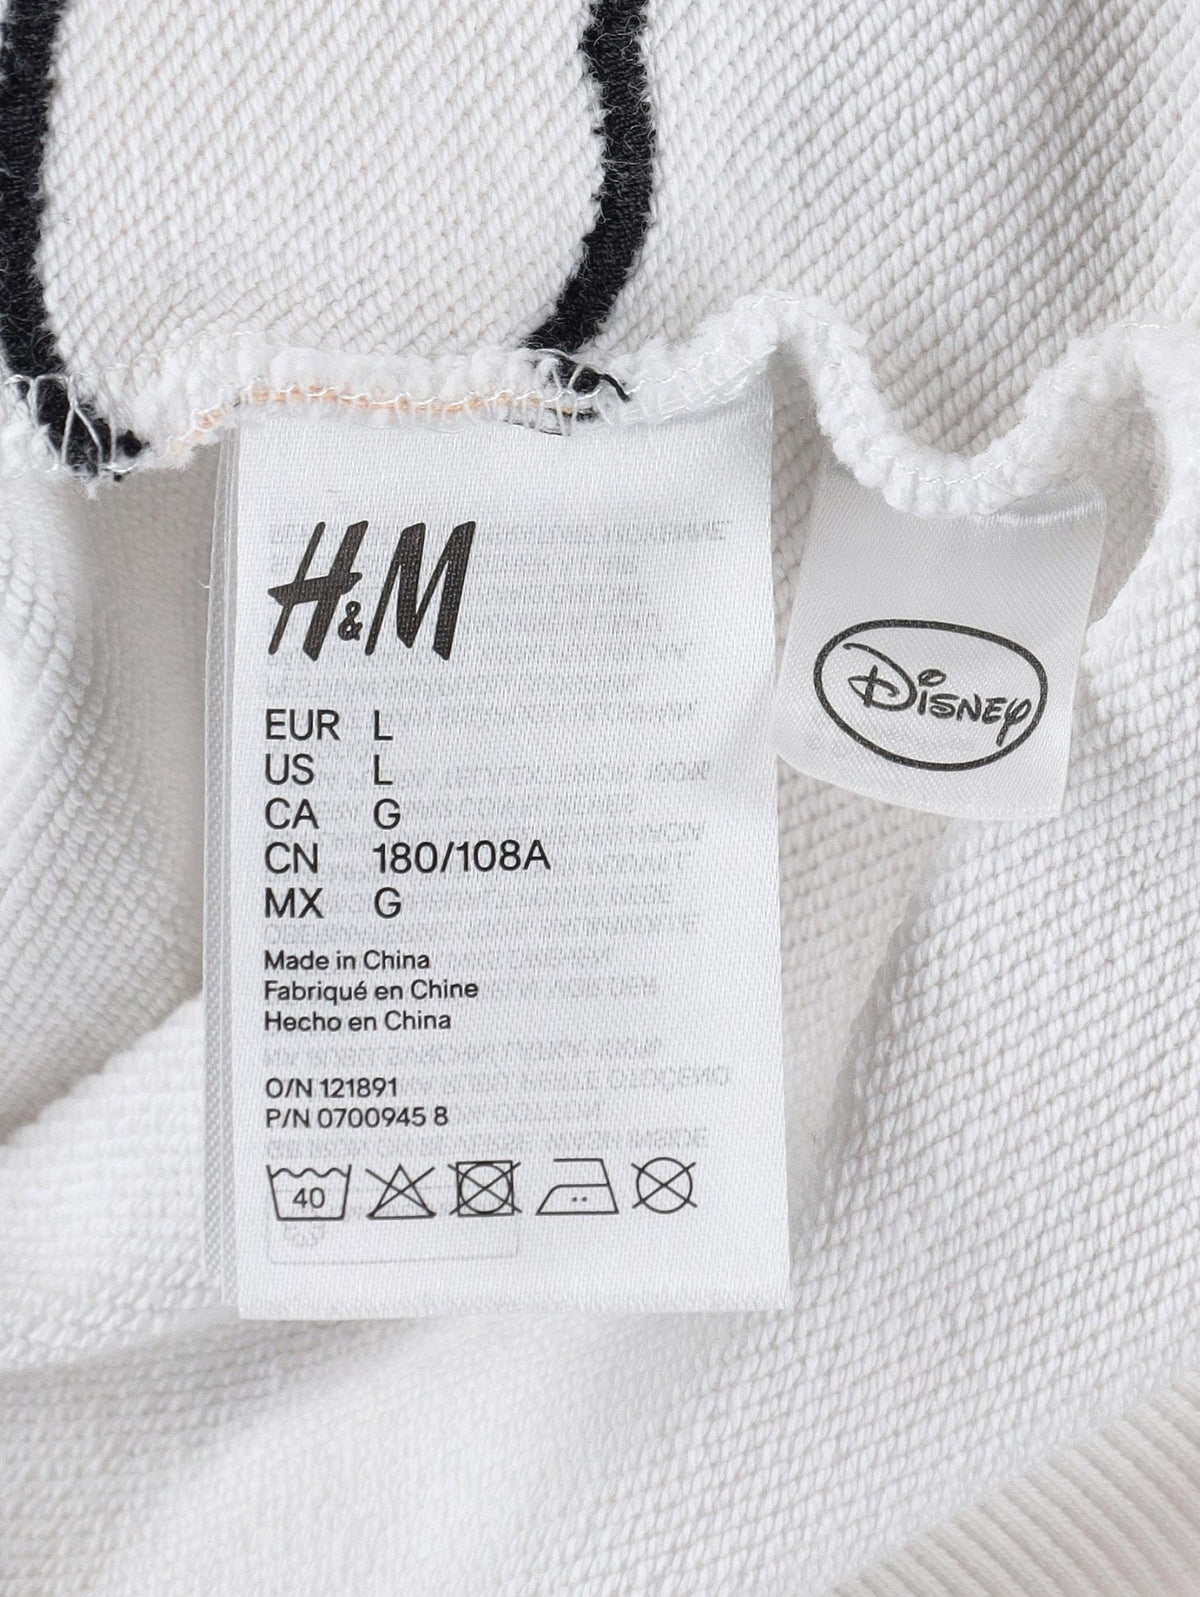 H&M
EUR L
US L
CA G
CN 180/108A
MX G
Made in China
Fabriqué en Chine
Hecho en China
O/N 121891
P/N 0700945 8
40
Disney